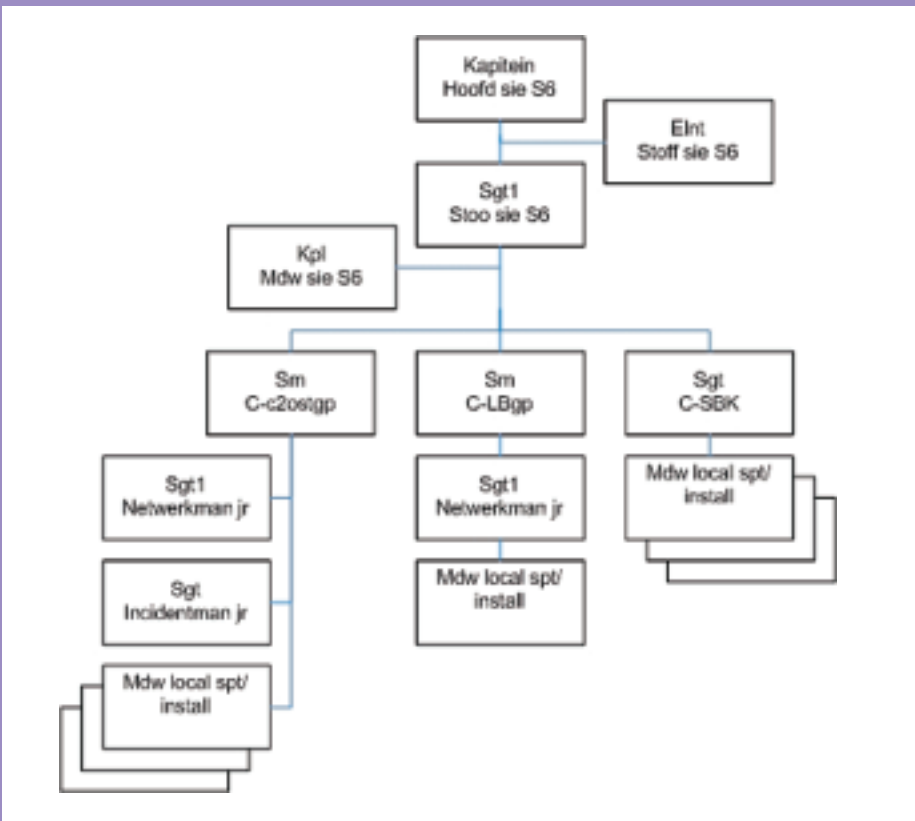 Kapitein
Hoofd sie S6
Elnt
Stoff sie S6
Sgt1
Stoo sie S6
Kpl
Mdw sie S6
Sm
C-c2ostgp
Sm
C-LBgp
Sgt
C-SBK
Sgt1
Netwerkman jr
Sgt1
Netwerkman jr
Mdw local spt/
install
Sgt
Incidentman jr
Mdw local spt/
install
Mdw local spt/
install